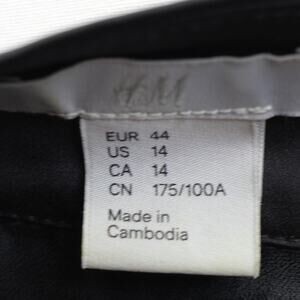 H&M
EUR 44
US 14
CA 14
CN 175/100A
Made in
Cambodia